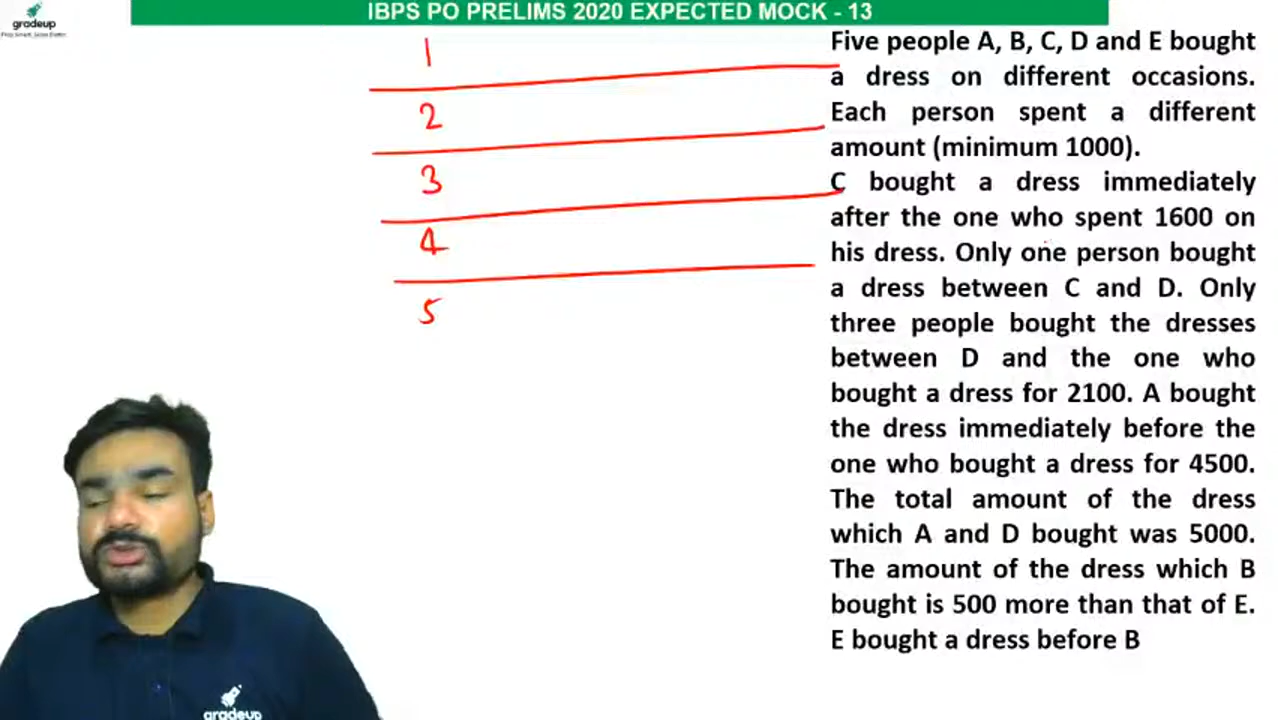 gradeup
IBPS PO PRELIMS 2020 EXPECTED MOCK - 13
1
2
3
4
5
Five people A, B, C, D and E bought
a dress on different occasions.
Each person spent a different
amount (minimum 1000).
C bought a dress immediately
after the one who spent 1600 on
his dress. Only one person bought
a dress between C and D. Only
three people bought the dresses
between D and the one who
bought a dress for 2100. A bought
the dress immediately before the
one who bought a dress for 4500.
The total amount of the dress
which A and D bought was 5000.
The amount of the dress which B
bought is 500 more than that of E.
E bought a dress before B
gradeup